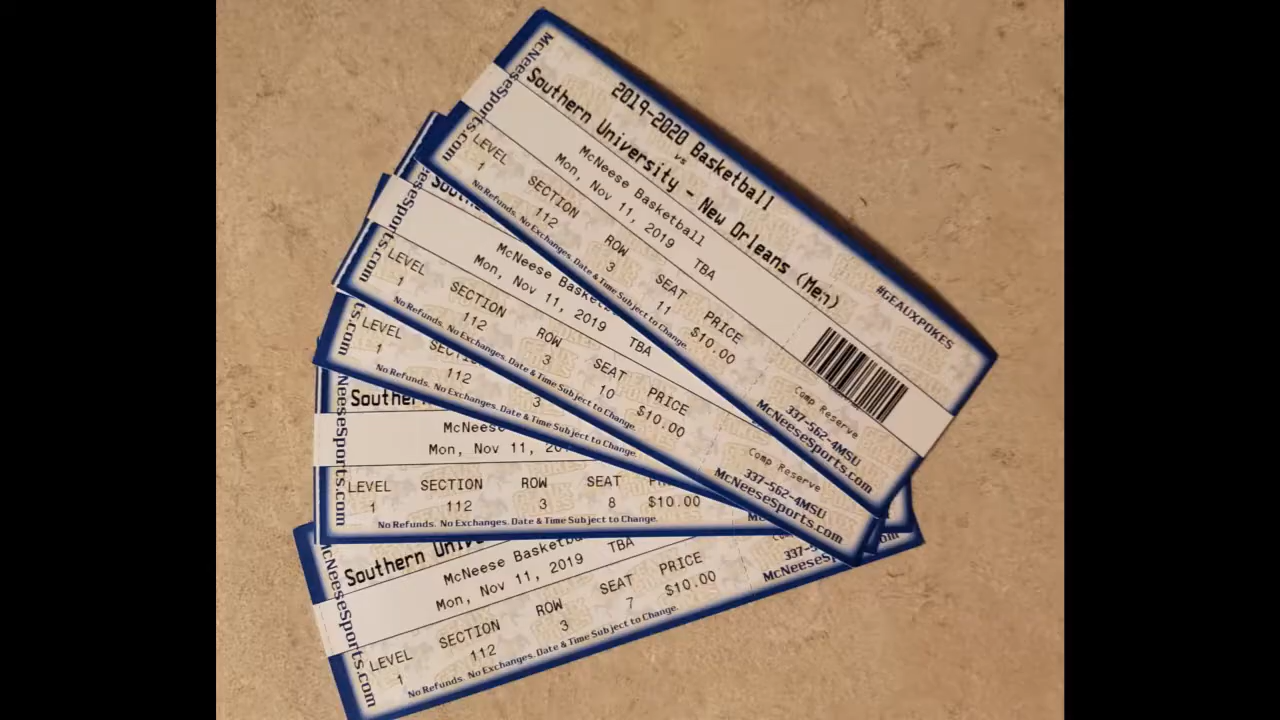 McNeeseSports.com
2019-2020 Basketball
vs
Southern University - New Orleans (Men)
McNeese Basketball
Mon, Nov 11, 2019 TBA
LEVEL SECTION ROW SEAT PRICE
1 112 3 11 $10.00
No Refunds. No Exchanges. Date & Time Subject to Change.
#GEAUXPOKES
Comp Reserve
337-562-4MSU
McNeeseSports.com
McNeese
Mon, Nov 11, 2019 TBA
LEVEL SECTION ROW SEAT PRICE
1 112 3 10 $10.00
No Refunds. No Exchanges. Date & Time Subject to Change.
Comp Reserve
337-562-4MSU
McNeeseSports.com
LEVEL
1 112 3
No Refunds. No Exchanges. Date & Time Subject to Change.
McNeeseSports.com
McNeese
Mon, Nov 11,
LEVEL SECTION ROW SEAT
1 112 3 8 $10.00
No Refunds. No Exchanges. Date & Time Subject to Change.
McNeeseSports.com
Southern
McNeese
Mon, Nov 11, 2019 TBA
LEVEL SECTION ROW SEAT PRICE
1 112 3 7 $10.00
No Refunds. No Exchanges. Date & Time Subject to Change.